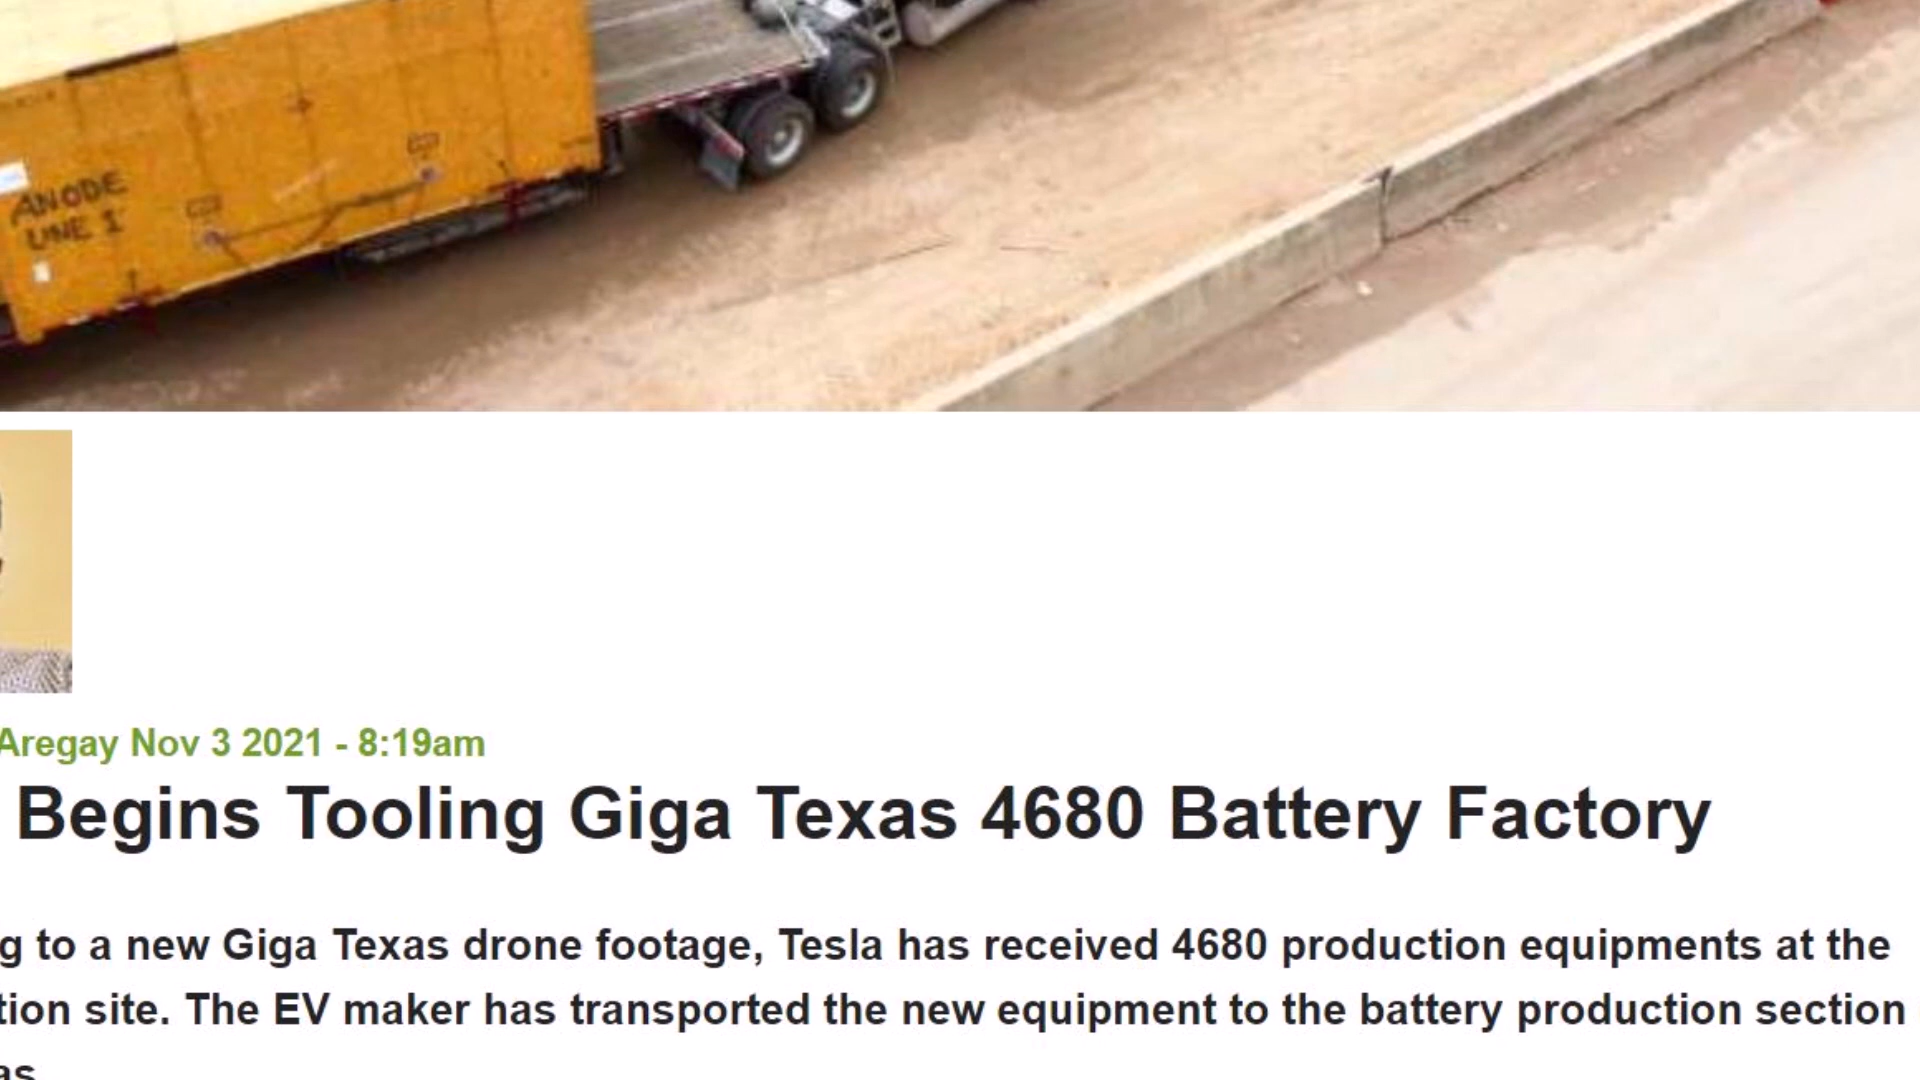 ANODE
LINE 1
Aregay Nov 3 2021 - 8:19am
Begins Tooling Giga Texas 4680 Battery Factory
g to a new Giga Texas drone footage, Tesla has received 4680 production equipments at the
tion site. The EV maker has transported the new equipment to the battery production section
as